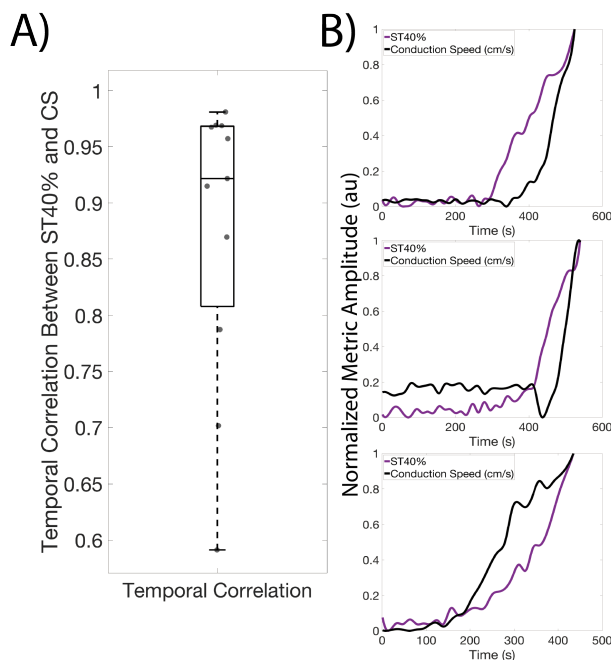 A)
Temporal Correlation Between ST40% and CS
1
0.95
0.9
0.85
0.8
0.75
0.7
0.65
0.6
Temporal Correlation
B)
Normalized Metric Amplitude (au)
ST40%
Conduction Speed (cm/s)
1
0.8
0.6
0.4
0.2
0
0 200 400 600
Time (s)
ST40%
Conduction Speed (cm/s)
1
0.8
0.6
0.4
0.2
0
0 200 400 600
Time (s)
ST40%
Conduction Speed (cm/s)
1
0.8
0.6
0.4
0.2
0
0 100 200 300 400 500
Time (s)